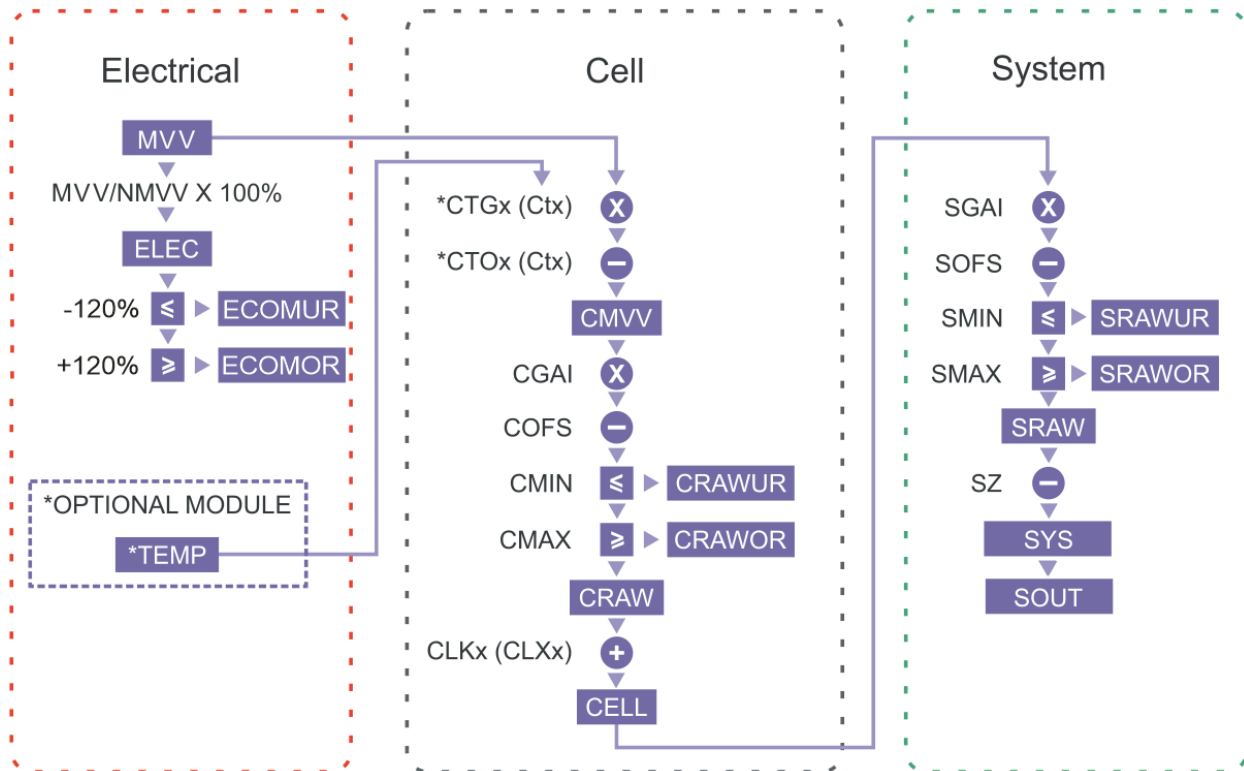 Electrical
MVV
MVV/NMVV X 100%
ELEC
-120% ≤ ECOMUR
+120% ≥ ECOMOR
*OPTIONAL MODULE
*TEMP
Cell
*CTGx (Ctx) X
*CTOx (Ctx) −
CMVV
CGAI X
COFS −
CMIN ≤ CRAWUR
CMAX ≥ CRAWOR
CRAW
CLKx (CLXx) +
CELL
System
SGAI X
SOFS −
SMIN ≤ SRAWUR
SMAX ≥ SRAWOR
SRAW
SZ −
SYS
SOUT